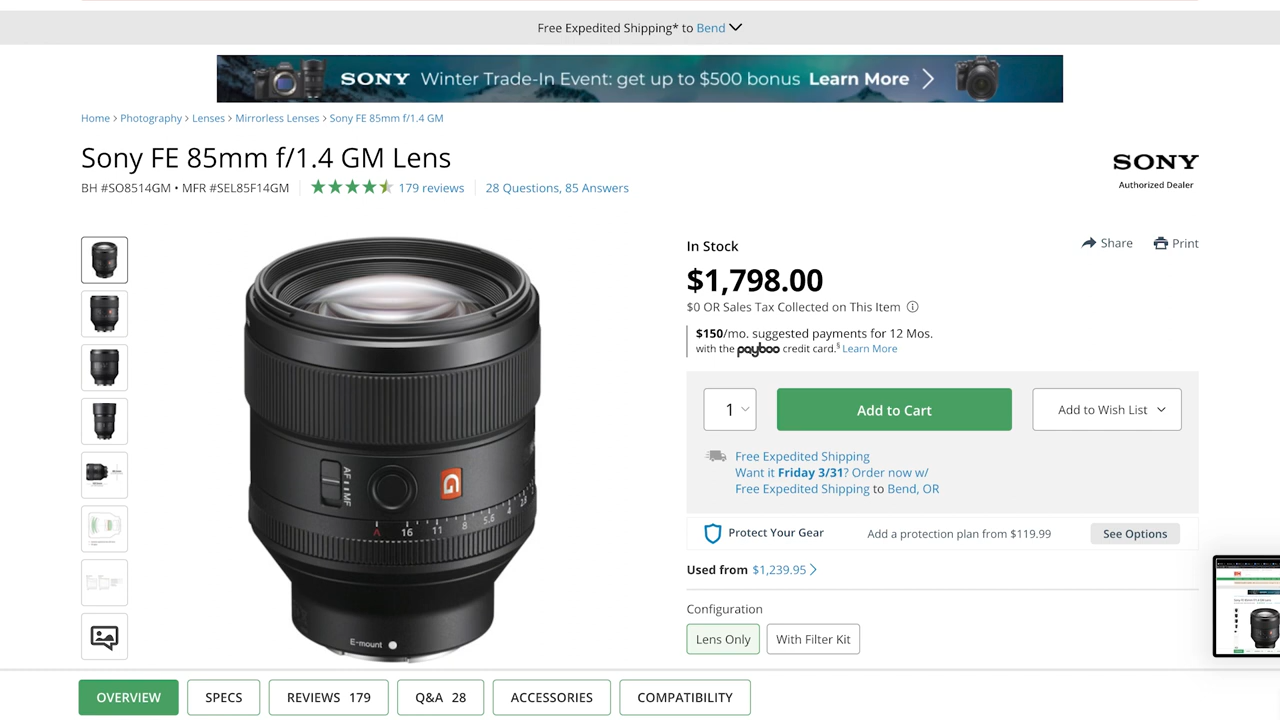 Free Expedited Shipping* to Bend
SONY Winter Trade-In Event: get up to $500 bonus Learn More
Home > Photography > Lenses > Mirrorless Lenses > Sony FE 85mm f/1.4 GM
Sony FE 85mm f/1.4 GM Lens
BH #SO8514GM • MFR #SEL85F14GM
179 reviews
28 Questions, 85 Answers
SONY
Authorized Dealer
In Stock
Share
Print
$1,798.00
$0 OR Sales Tax Collected on This Item
$150/mo. suggested payments for 12 Mos.
with the payboo credit card.§ Learn More
1
Add to Cart
Add to Wish List
Free Expedited Shipping
Want it Friday 3/31? Order now w/
Free Expedited Shipping to Bend, OR
Protect Your Gear
Add a protection plan from $119.99
See Options
Used from $1,239.95
Configuration
Lens Only
With Filter Kit
AF MF
G
A 16 11 8 5.6 4 2.8
E-mount
OVERVIEW
SPECS
REVIEWS 179
Q&A 28
ACCESSORIES
COMPATIBILITY